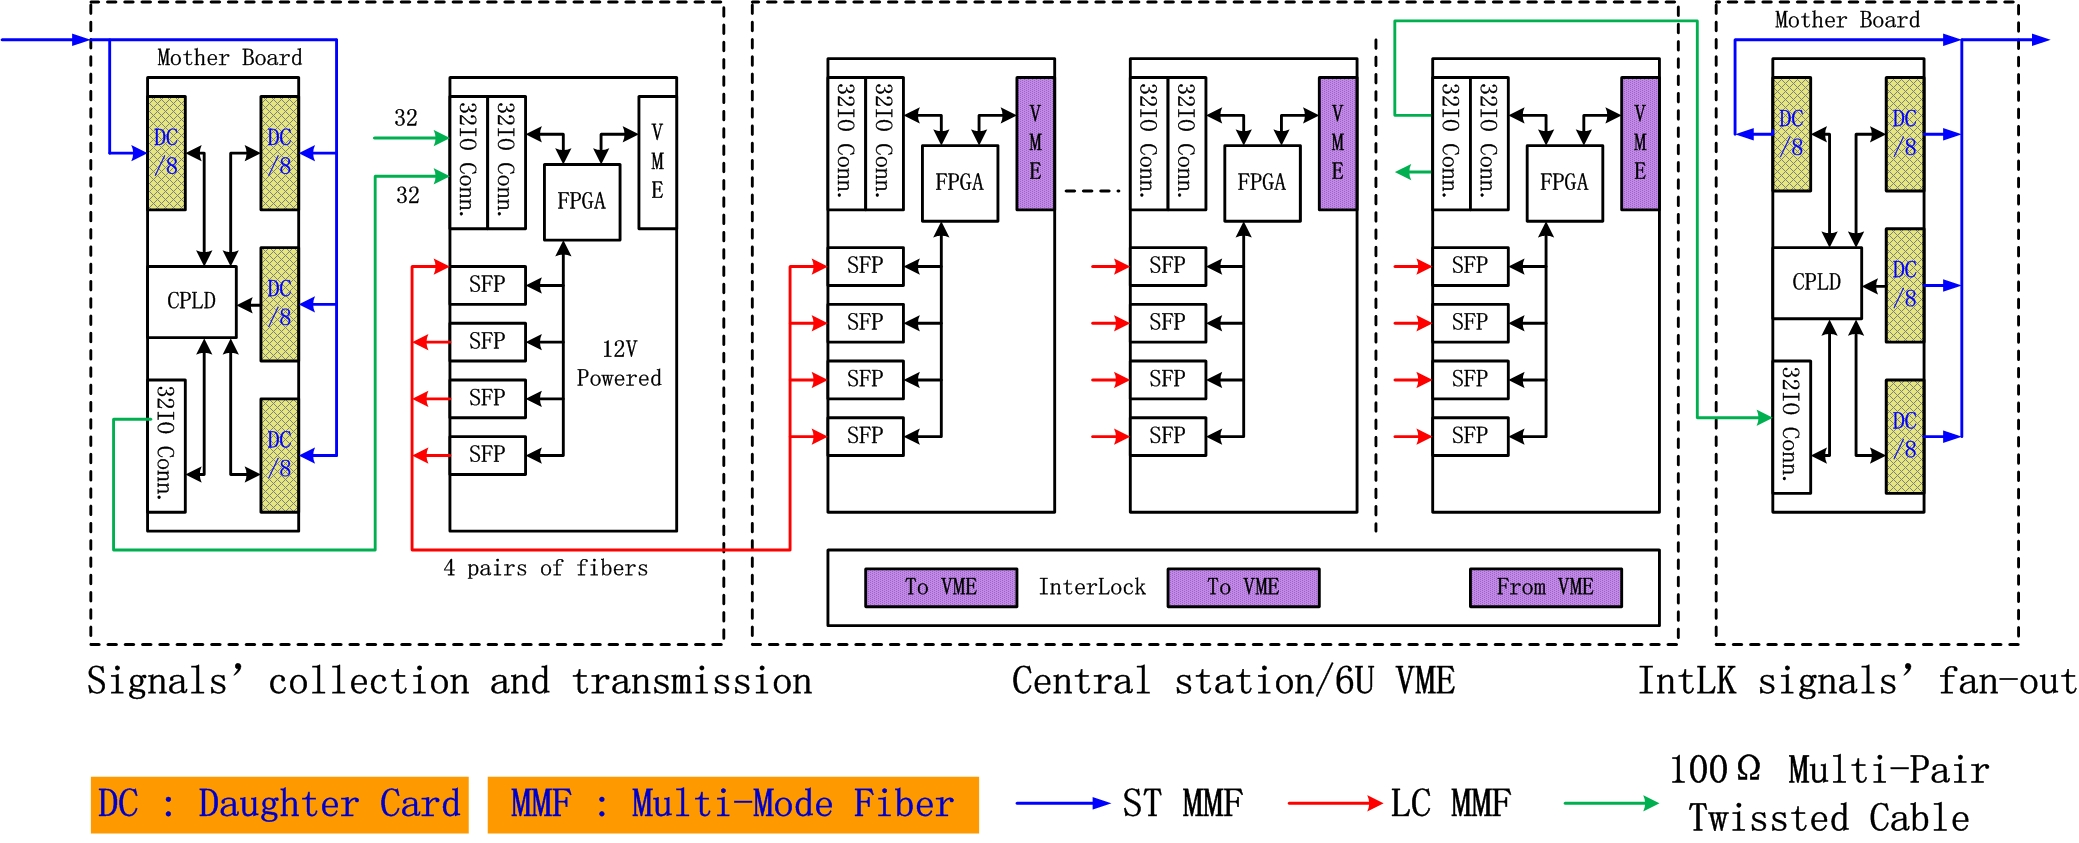 Mother Board
DC
/8
DC
/8
DC
/8
DC
/8
CPLD
32IO Conn.
32
32
32IO Conn.
32IO Conn.
FPGA
VME
SFP
SFP
SFP
SFP
12V
Powered
4 pairs of fibers
32IO Conn.
32IO Conn.
FPGA
VME
SFP
SFP
SFP
SFP
32IO Conn.
32IO Conn.
FPGA
VME
SFP
SFP
SFP
SFP
32IO Conn.
32IO Conn.
FPGA
VME
SFP
SFP
SFP
SFP
To VME
InterLock
To VME
From VME
Mother Board
DC
/8
DC
/8
DC
/8
DC
/8
CPLD
32IO Conn.
Signals’ collection and transmission
Central station/6U VME
IntLK signals’ fan-out
DC : Daughter Card
MMF : Multi-Mode Fiber
ST MMF
LC MMF
100Ω Multi-Pair
Twissted Cable